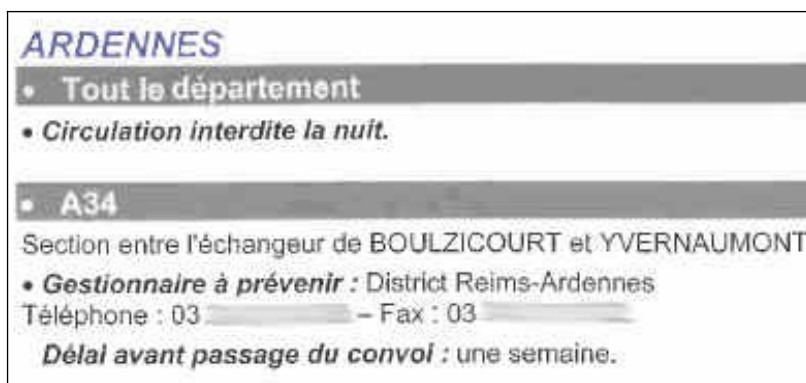 ARDENNES
• Tout le département
• Circulation interdite la nuit.
• A34
Section entre l'échangeur de BOULZICOURT et YVERNAUMONT
• Gestionnaire à prévenir : District Reims-Ardennes
Téléphone : 03 – Fax : 03
Délai avant passage du convoi : une semaine.